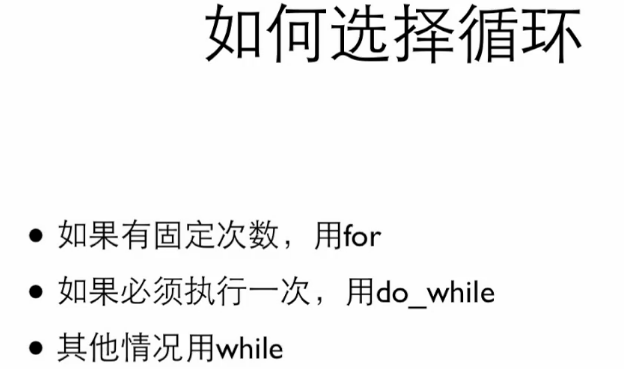 如何选择循环
• 如果有固定次数，用for
• 如果必须执行一次，用do_while
• 其他情况用while